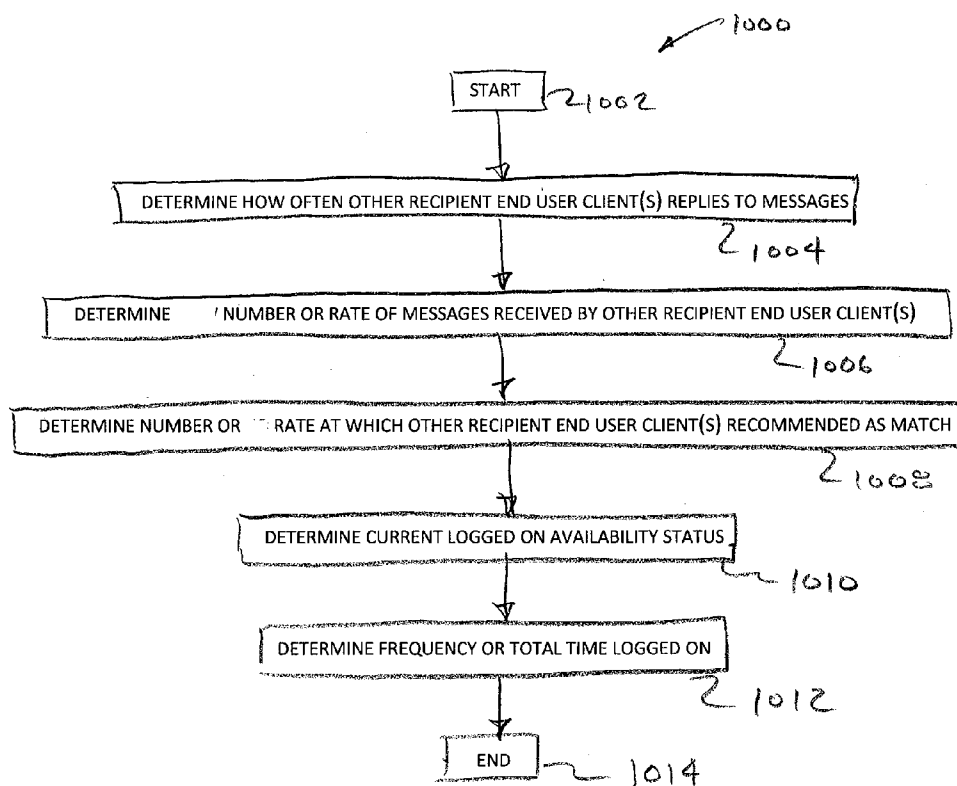 1000
START
1002
DETERMINE HOW OFTEN OTHER RECIPIENT END USER CLIENT(S) REPLIES TO MESSAGES
1004
DETERMINE NUMBER OR RATE OF MESSAGES RECEIVED BY OTHER RECIPIENT END USER CLIENT(S)
1006
DETERMINE NUMBER OR RATE AT WHICH OTHER RECIPIENT END USER CLIENT(S) RECOMMENDED AS MATCH
1008
DETERMINE CURRENT LOGGED ON AVAILABILITY STATUS
1010
DETERMINE FREQUENCY OR TOTAL TIME LOGGED ON
1012
END
1014